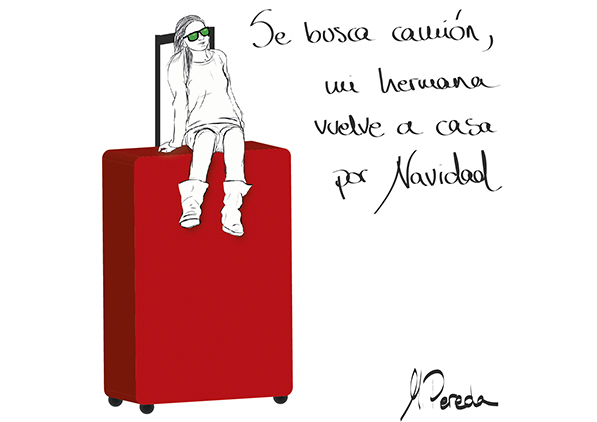 Se busca camión,
mi hermana
vuelve a casa
por Navidad
M Pereda